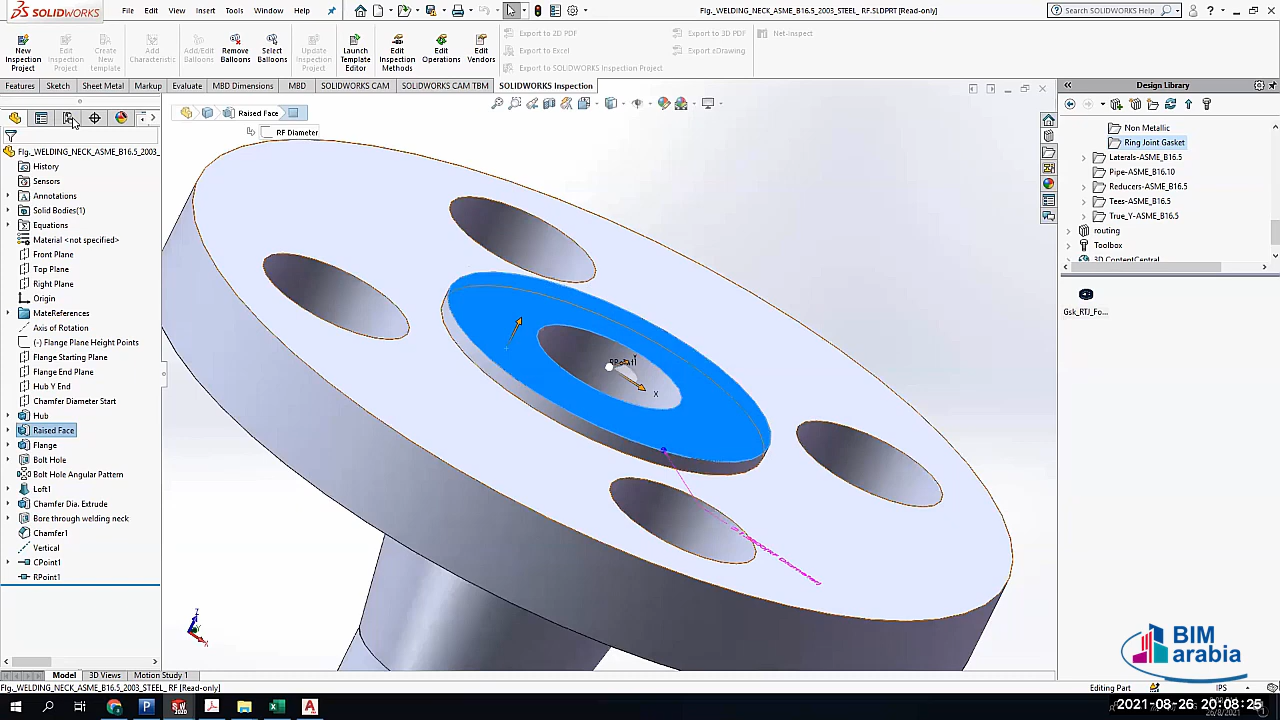 SOLIDWORKS
File
Edit
View
Insert
Tools
Window
Help
Flg._WELDING_NECK_ASME_B16.5_2003_STEEL_ RF.SLDPRT [Read-only]
Search SOLIDWORKS Help
New Inspection Project
Edit Inspection Project
Create New template
Add Characteristic
Add/Edit Balloons
Remove Balloons
Select Balloons
Update Inspection Project
Launch Template Editor
Edit Inspection Methods
Edit Operations
Edit Vendors
Export to 2D PDF
Export to Excel
Export to SOLIDWORKS Inspection Project
Export to 3D PDF
Export eDrawing
Net-Inspect
Features
Sketch
Sheet Metal
Markup
Evaluate
MBD Dimensions
MBD
SOLIDWORKS CAM
SOLIDWORKS CAM TBM
SOLIDWORKS Inspection
Raised Face
RF Diameter
Flg._WELDING_NECK_ASME_B16.5_2003_
History
Sensors
Annotations
Solid Bodies(1)
Equations
Material <not specified>
Front Plane
Top Plane
Right Plane
Origin
MateReferences
Axis of Rotation
(-) Flange Plane Height Points
Flange Starting Plane
Flange End Plane
Hub Y End
Chamfer Diameter Start
Hub
Raised Face
Flange
Bolt Hole
Bolt Hole Angular Pattern
Loft1
Chamfer Dia. Extrude
Bore through welding neck
Chamfer1
Vertical
CPoint1
RPoint1
X
Z
Design Library
Non Metallic
Ring Joint Gasket
Laterals-ASME_B16.5
Pipe-ASME_B16.10
Reducers-ASME_B16.5
Tees-ASME_B16.5
True_Y-ASME_B16.5
routing
Toolbox
3D ContentCentral
Gsk_RTJ_Fo...
BIM
arabia
Model
3D Views
Motion Study 1
Flg._WELDING_NECK_ASME_B16.5_2003_STEEL_ RF [Read-only]
Editing Part
IPS
2021-08-26 20:08:25